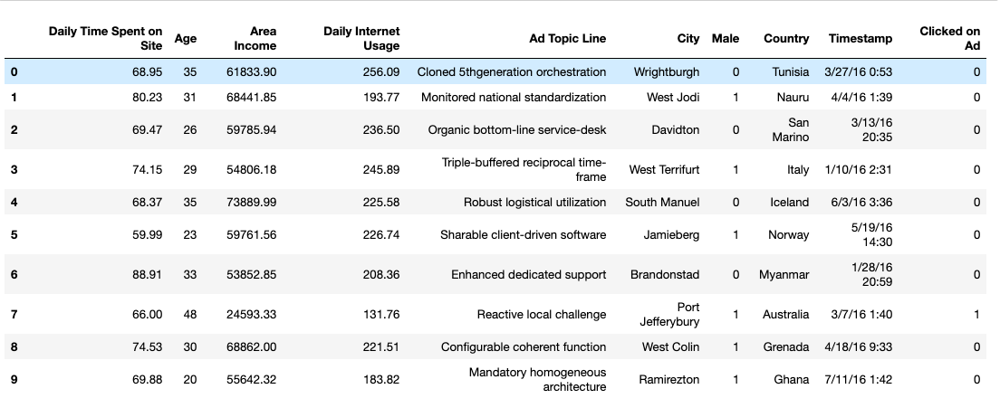 Daily Time Spent on Site Age Area Income Daily Internet Usage Ad Topic Line City Male Country Timestamp Clicked on Ad
0 68.95 35 61833.90 256.09 Cloned 5thgeneration orchestration Wrightburgh 0 Tunisia 3/27/16 0:53 0
1 80.23 31 68441.85 193.77 Monitored national standardization West Jodi 1 Nauru 4/4/16 1:39 0
2 69.47 26 59785.94 236.50 Organic bottom-line service-desk Davidton 0 San Marino 3/13/16 20:35 0
3 74.15 29 54806.18 245.89 Triple-buffered reciprocal time-frame West Terrifurt 1 Italy 1/10/16 2:31 0
4 68.37 35 73889.99 225.58 Robust logistical utilization South Manuel 0 Iceland 6/3/16 3:36 0
5 59.99 23 59761.56 226.74 Sharable client-driven software Jamieberg 1 Norway 5/19/16 14:30 0
6 88.91 33 53852.85 208.36 Enhanced dedicated support Brandonstad 0 Myanmar 1/28/16 20:59 0
7 66.00 48 24593.33 131.76 Reactive local challenge Port Jefferybury 1 Australia 3/7/16 1:40 1
8 74.53 30 68862.00 221.51 Configurable coherent function West Colin 1 Grenada 4/18/16 9:33 0
9 69.88 20 55642.32 183.82 Mandatory homogeneous architecture Ramirezton 1 Ghana 7/11/16 1:42 0